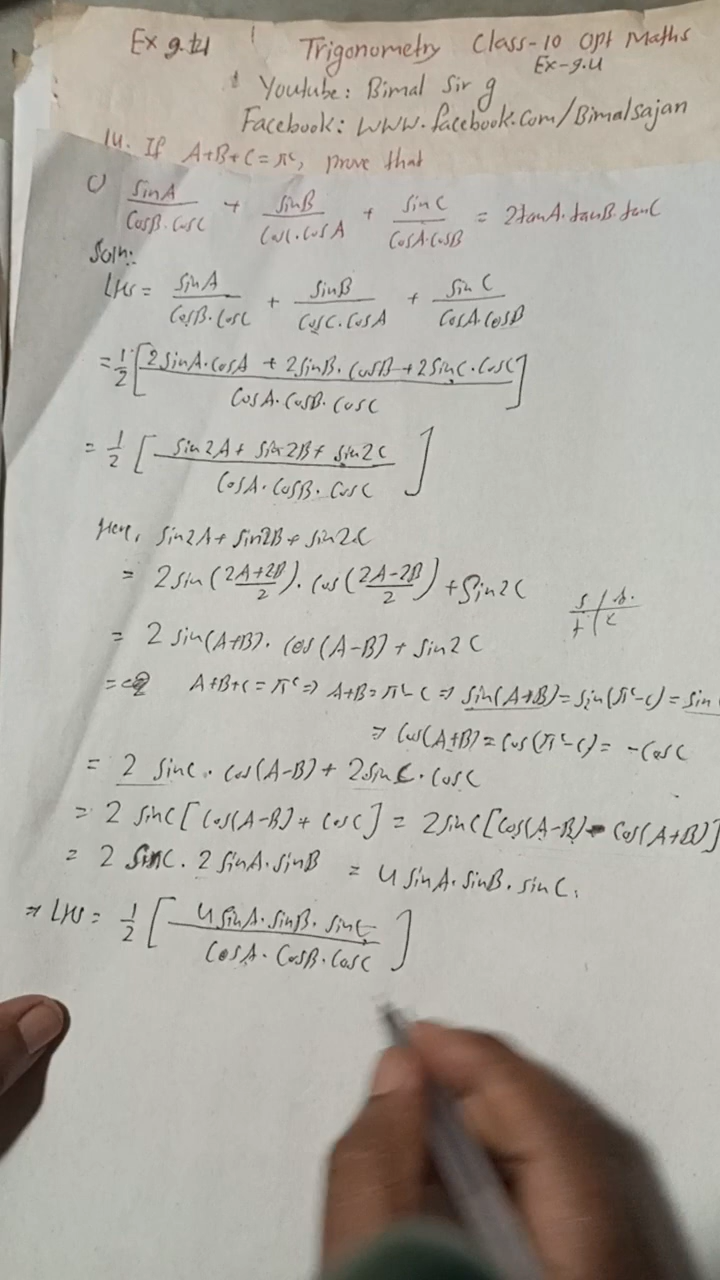 Ex 9.4
Trigonometry Class-10 Opt Maths
Ex-9.4
Youtube: Bimal Sir g
Facebook: www.facebook.com/Bimalsajan
14. If A+B+C = πᶜ, prove that
c) SinA/CosB.CosC + SinB/CosC.CosA + SinC/CosA.CosB = 2tanA.tanB.tanC
Soln:
LHS = SinA/CosB.CosC + SinB/CosC.CosA + SinC/CosA.CosB
= 1/2 [2SinA.CosA + 2SinB.CosB + 2SinC.CosC / CosA.CosB.CosC]
= 1/2 [Sin2A + Sin2B + Sin2C / CosA.CosB.CosC]
Here, Sin2A + Sin2B + Sin2C
= 2Sin(2A+2B/2). Cos(2A-2B/2) + Sin2C
= 2 Sin(A+B). Cos(A-B) + Sin2C
A+B+C = πᶜ ⇒ A+B = πᶜ-C ⇒ Sin(A+B) = Sin(πᶜ-C) = Sin
⇒ Cos(A+B) = Cos(πᶜ-C) = -CosC
= 2 SinC. Cos(A-B) + 2SinC.CosC
= 2 SinC [Cos(A-B) + CosC] = 2SinC [Cos(A-B) - Cos(A+B)]
= 2 SinC. 2SinA.SinB = 4SinA.SinB.SinC.
⇒ LHS = 1/2 [4SinA.SinB.SinC / CosA.CosB.CosC]